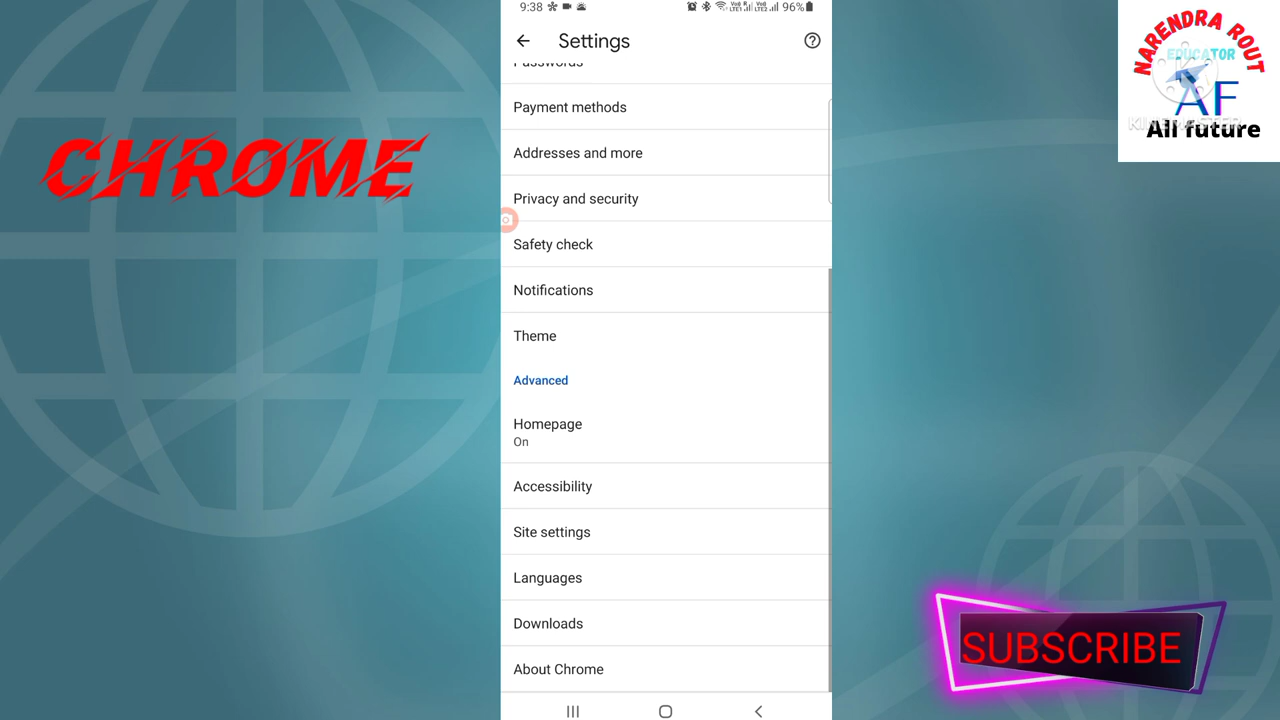 9:38
96%
Settings
Passwords
Payment methods
Addresses and more
Privacy and security
Safety check
Notifications
Theme
Advanced
Homepage
On
Accessibility
Site settings
Languages
Downloads
About Chrome
CHROME
NARENDRA ROUT
EDUCATOR
AF
KINEMASTER
All future
SUBSCRIBE